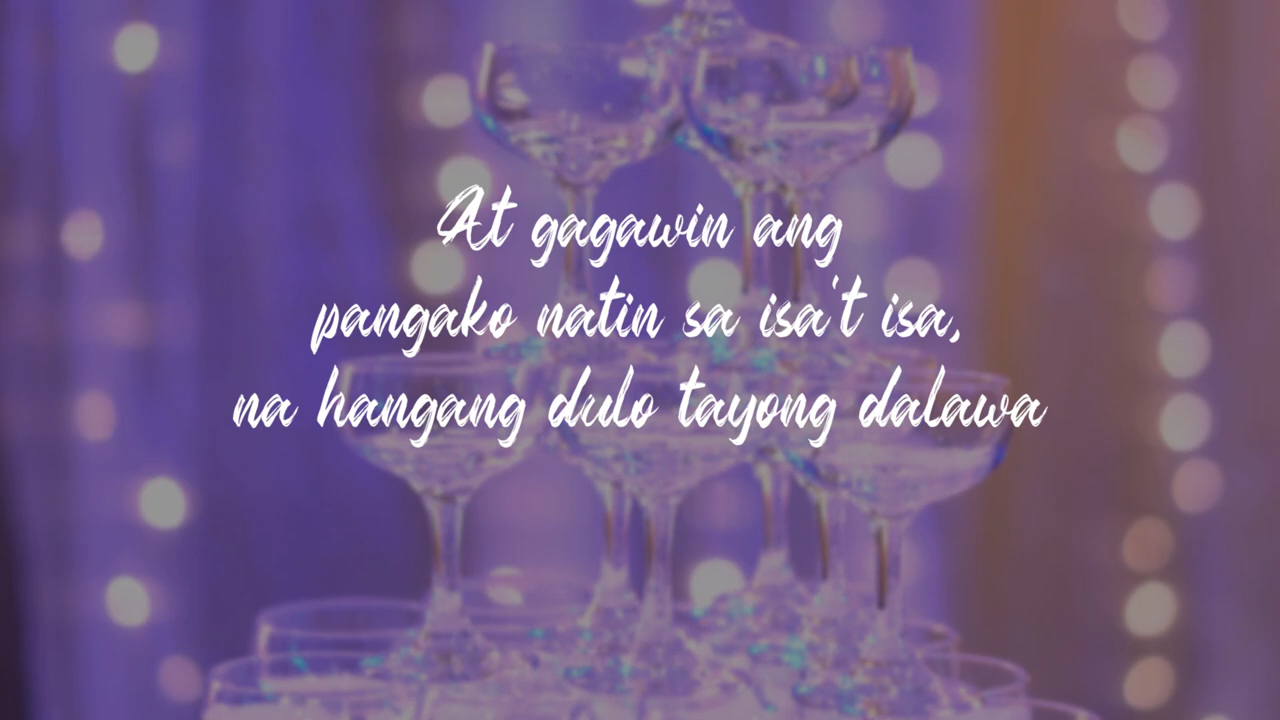 At gagawin ang
pangako natin sa isa't isa,
na hangang dulo tayong dalawa